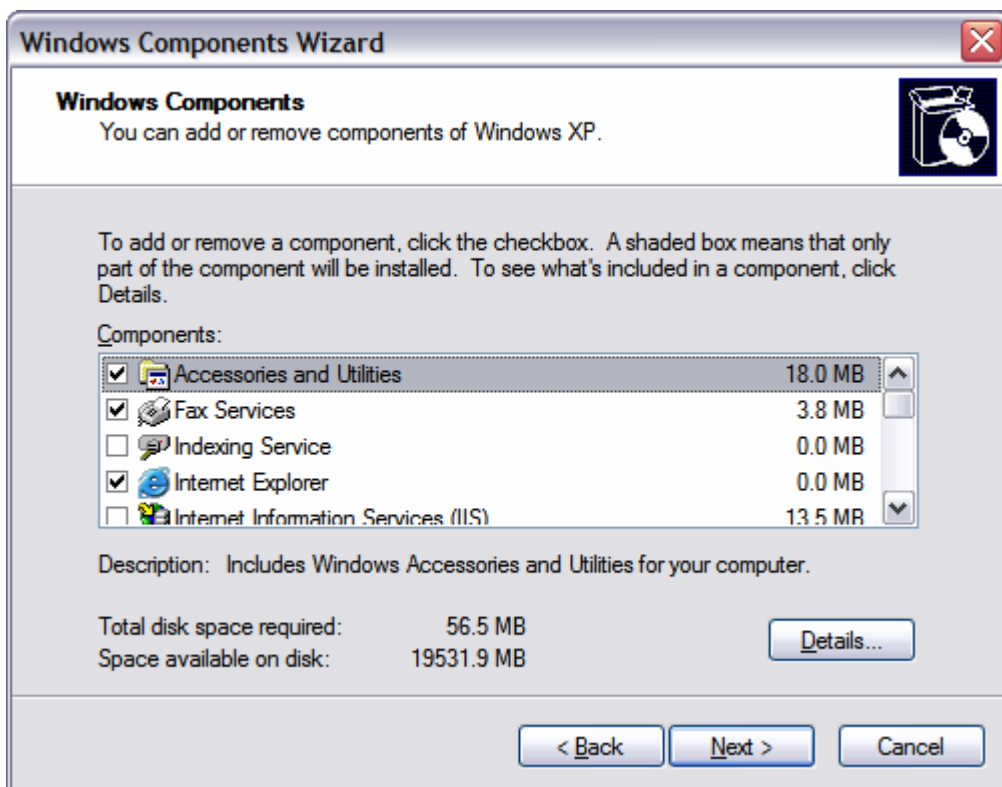 Windows Components Wizard
Windows Components
You can add or remove components of Windows XP.
To add or remove a component, click the checkbox. A shaded box means that only
part of the component will be installed. To see what's included in a component, click
Details.
Components:
Accessories and Utilities 18.0 MB
Fax Services 3.8 MB
Indexing Service 0.0 MB
Internet Explorer 0.0 MB
Internet Information Services (IIS) 13.5 MB
Description: Includes Windows Accessories and Utilities for your computer.
Total disk space required: 56.5 MB
Space available on disk: 19531.9 MB
Details...
< Back Next > Cancel